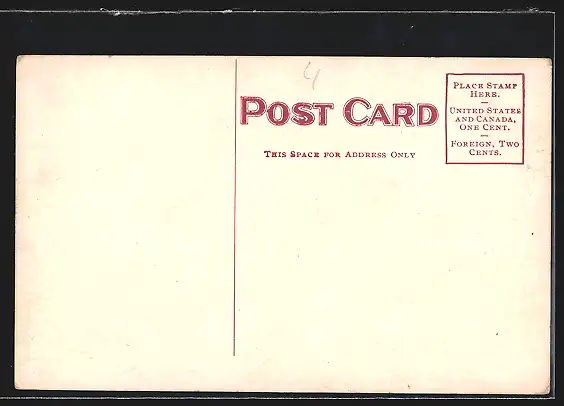 4
POST CARD
THIS SPACE FOR ADDRESS ONLY
PLACE STAMP
HERE.
—
UNITED STATES
AND CANADA,
ONE CENT.
—
FOREIGN, TWO
CENTS.